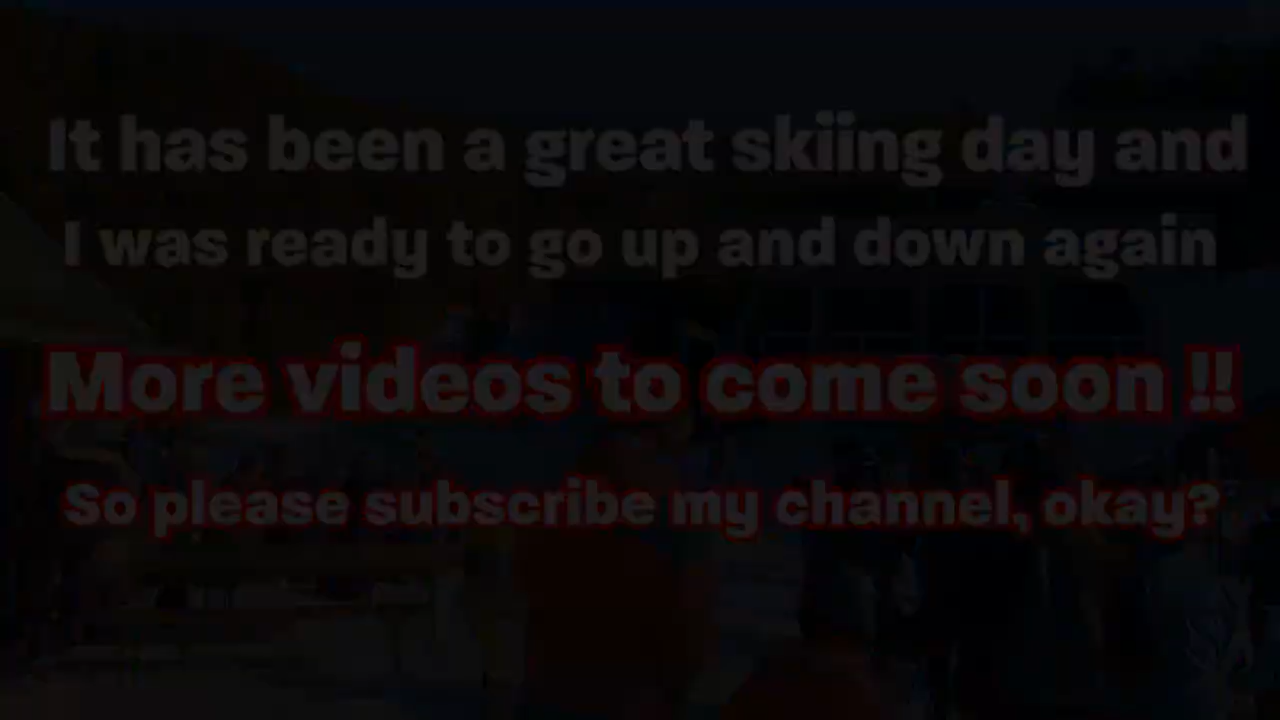 It has been a great skiing day and
I was ready to go up and down again
More videos to come soon !!
So please subscribe my channel, okay?